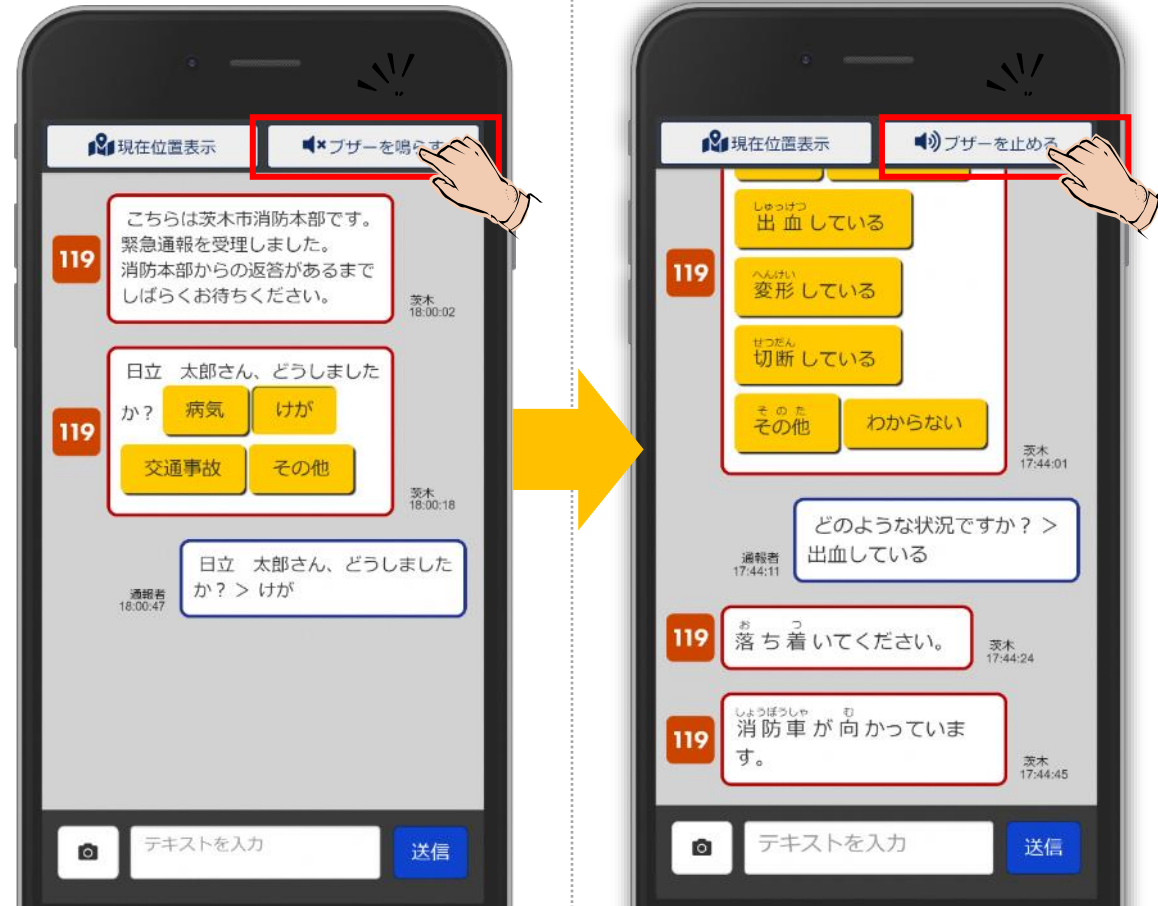 現在位置表示
ブザーを鳴らす
119
こちらは茨木市消防本部です。
緊急通報を受理しました。
消防本部からの返答があるまで
しばらくお待ちください。
茨木
18:00:02
119
日立　太郎さん、どうしました
か？ 病気 けが
交通事故 その他
茨木
18:00:18
日立　太郎さん、どうしました
か？＞ けが
通報者
18:00:47
テキストを入力
送信
現在位置表示
ブザーを止める
119
しゅっけつ
出血している
へんけい
変形している
せつだん
切断している
そのた
その他 わからない
茨木
17:44:01
どのような状況ですか？＞
出血している
通報者
17:44:11
119
お つ
落ち着いてください。
茨木
17:44:24
119
しょうぼうしゃ む
消防車が向かっていま
す。
茨木
17:44:45
テキストを入力
送信